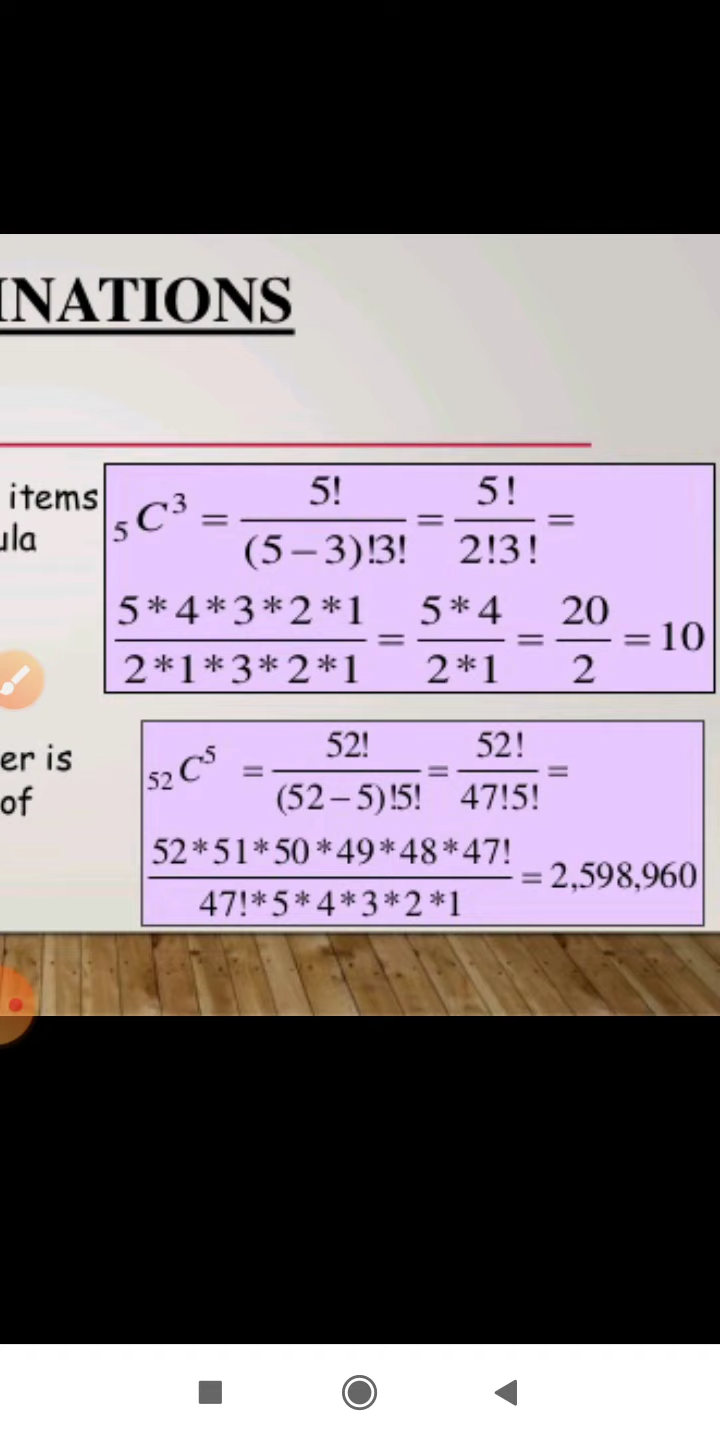 INATIONS
items
ula
₅C³ = 5!/(5 – 3)!3! = 5!/2!3! =
5*4*3*2*1/2*1*3*2*1 = 5*4/2*1 = 20/2 = 10
er is
of
₅₂C⁵ = 52!/(52 – 5)!5! = 52!/47!5! =
52*51*50*49*48*47!/47!*5*4*3*2*1 = 2,598,960